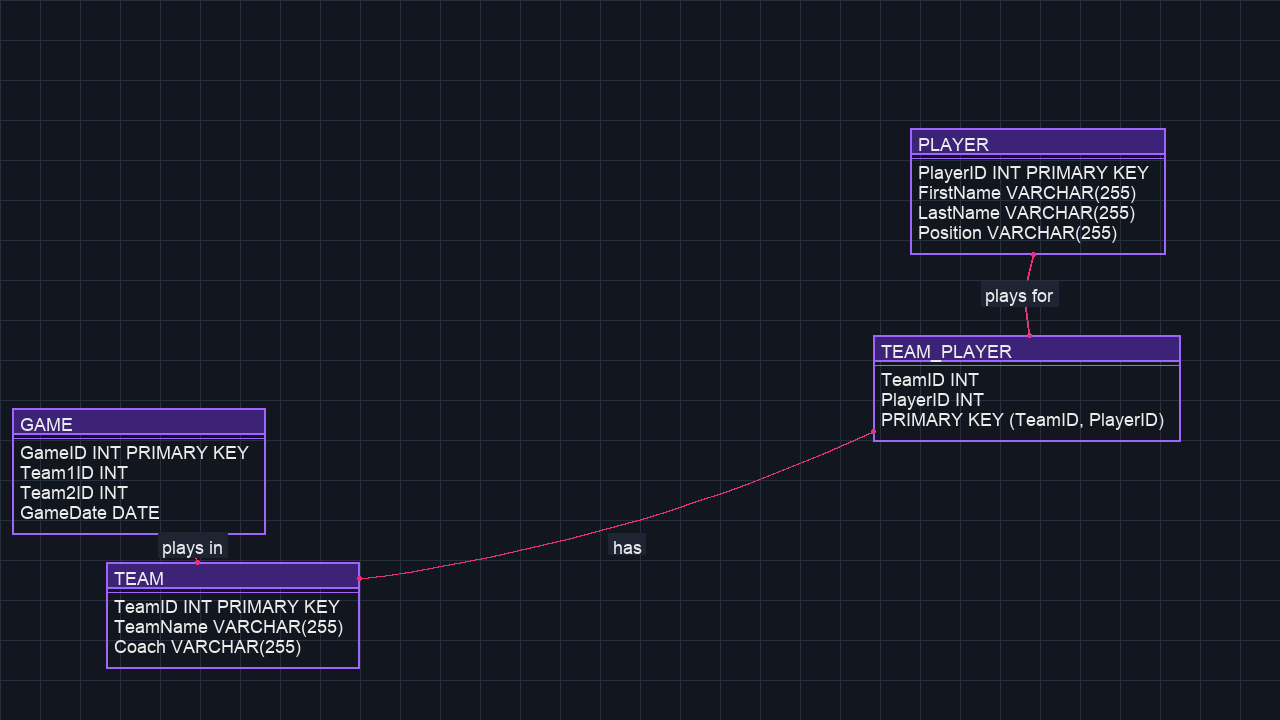 PLAYER
PlayerID INT PRIMARY KEY
FirstName VARCHAR(255)
LastName VARCHAR(255)
Position VARCHAR(255)
plays for
TEAM_PLAYER
TeamID INT
PlayerID INT
PRIMARY KEY (TeamID, PlayerID)
GAME
GameID INT PRIMARY KEY
Team1ID INT
Team2ID INT
GameDate DATE
plays in
has
TEAM
TeamID INT PRIMARY KEY
TeamName VARCHAR(255)
Coach VARCHAR(255)